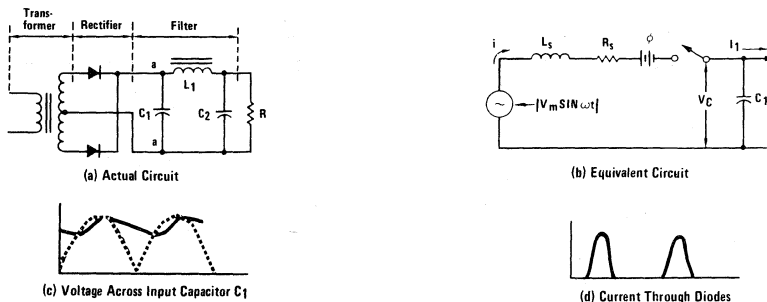 Trans-
former Rectifier Filter
a
L1
C1
C2
R
a
(a) Actual Circuit
i
Ls
Rs
ϕ
I1
|Vm SIN ωt|
VC
C1
(b) Equivalent Circuit
(c) Voltage Across Input Capacitor C1
(d) Current Through Diodes